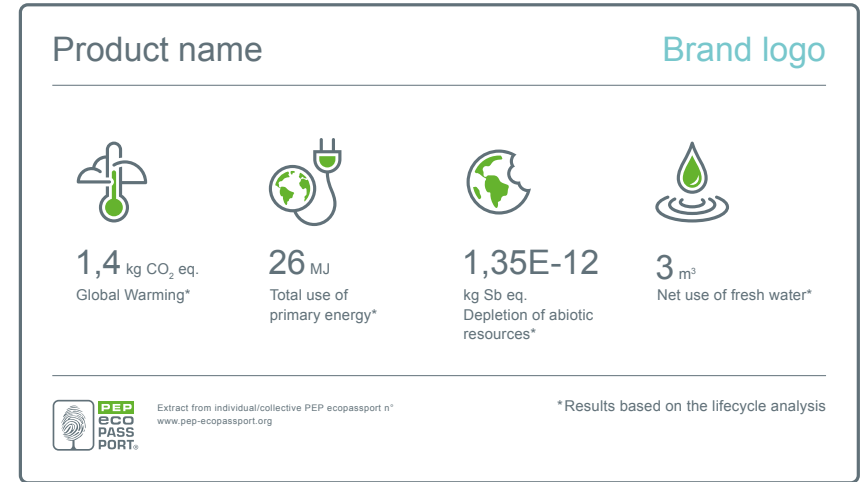 Product name
Brand logo
1,4 kg CO₂ eq.
Global Warming*
26 MJ
Total use of
primary energy*
1,35E-12
kg Sb eq.
Depletion of abiotic
resources*
3 m³
Net use of fresh water*
PEP
eco
PASS
PORT®
Extract from individual/collective PEP ecopassport n°
www.pep-ecopassport.org
*Results based on the lifecycle analysis